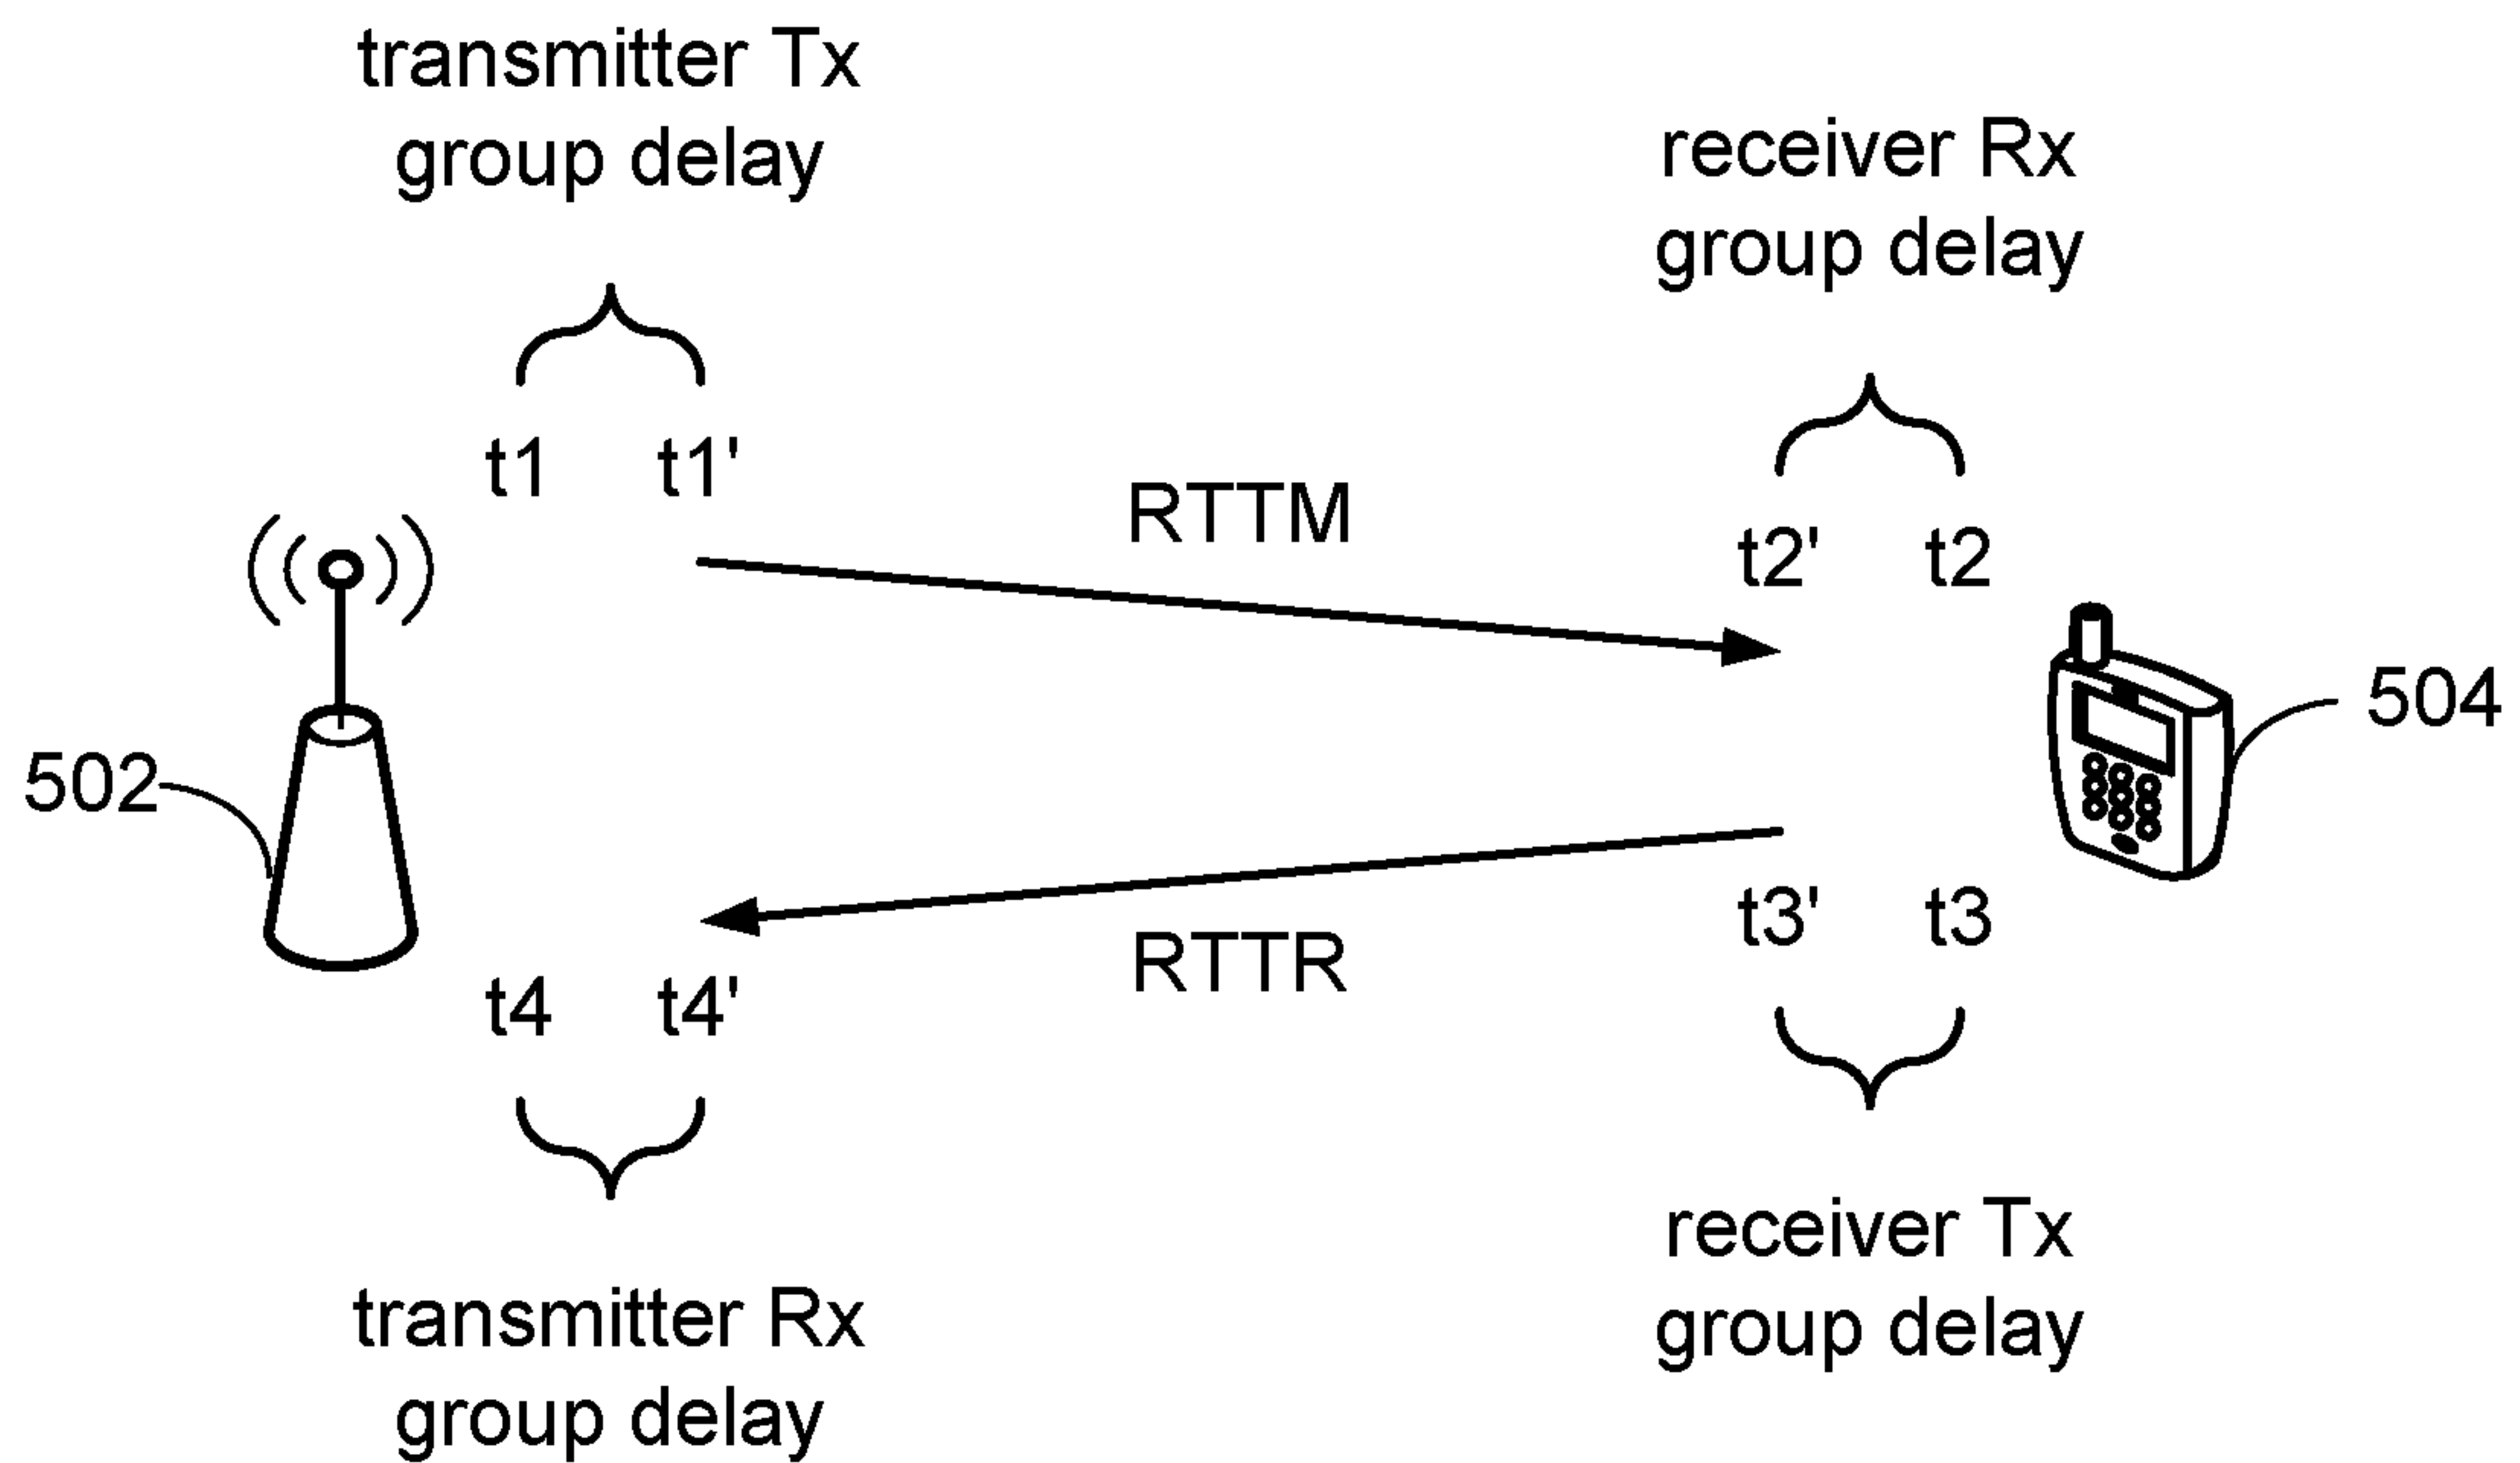 transmitter Tx
group delay
receiver Rx
group delay
t1 t1'
RTTM
t2' t2
504
502
t3' t3
RTTR
t4 t4'
receiver Tx
group delay
transmitter Rx
group delay